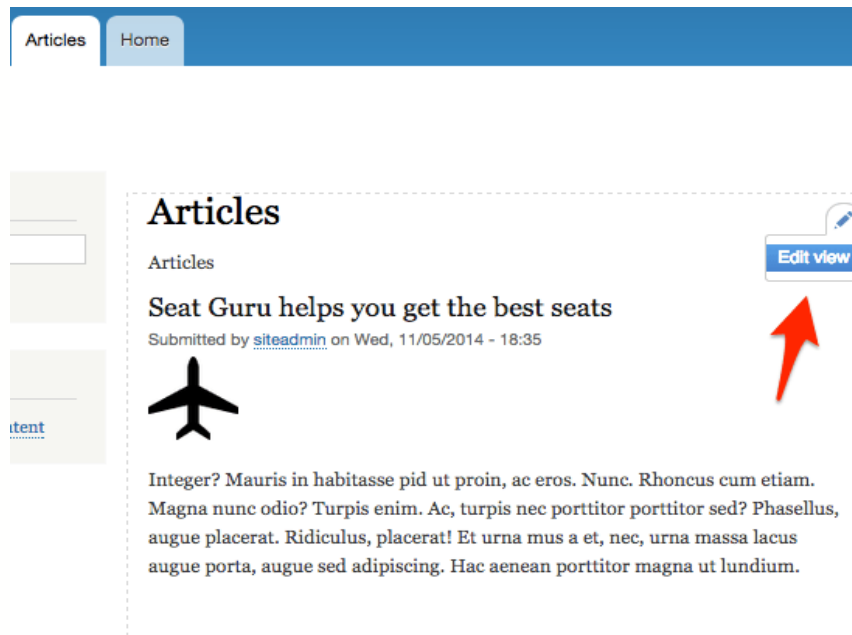 Articles
Home
Articles
Edit view
Articles
Seat Guru helps you get the best seats
Submitted by siteadmin on Wed, 11/05/2014 - 18:35
ntent
Integer? Mauris in habitasse pid ut proin, ac eros. Nunc. Rhoncus cum etiam.
Magna nunc odio? Turpis enim. Ac, turpis nec porttitor porttitor sed? Phasellus,
augue placerat. Ridiculus, placerat! Et urna mus a et, nec, urna massa lacus
augue porta, augue sed adipiscing. Hac aenean porttitor magna ut lundium.